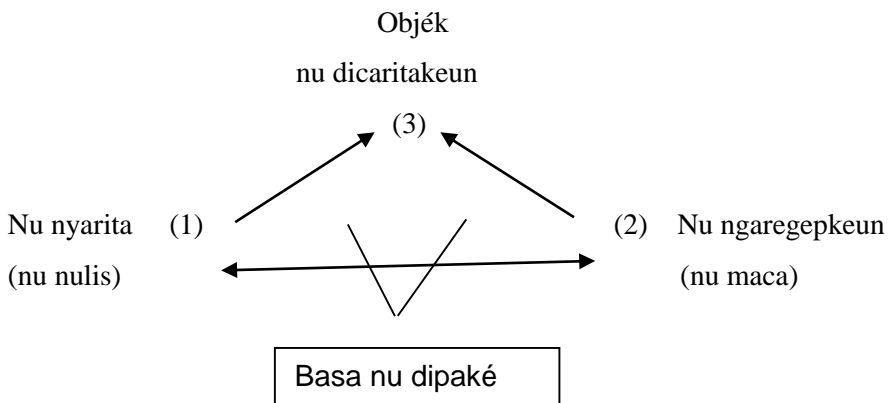 Objék
nu dicaritakeun
(3)
Nu nyarita (1) (2) Nu ngaregepkeun
(nu nulis) (nu maca)
Basa nu dipaké